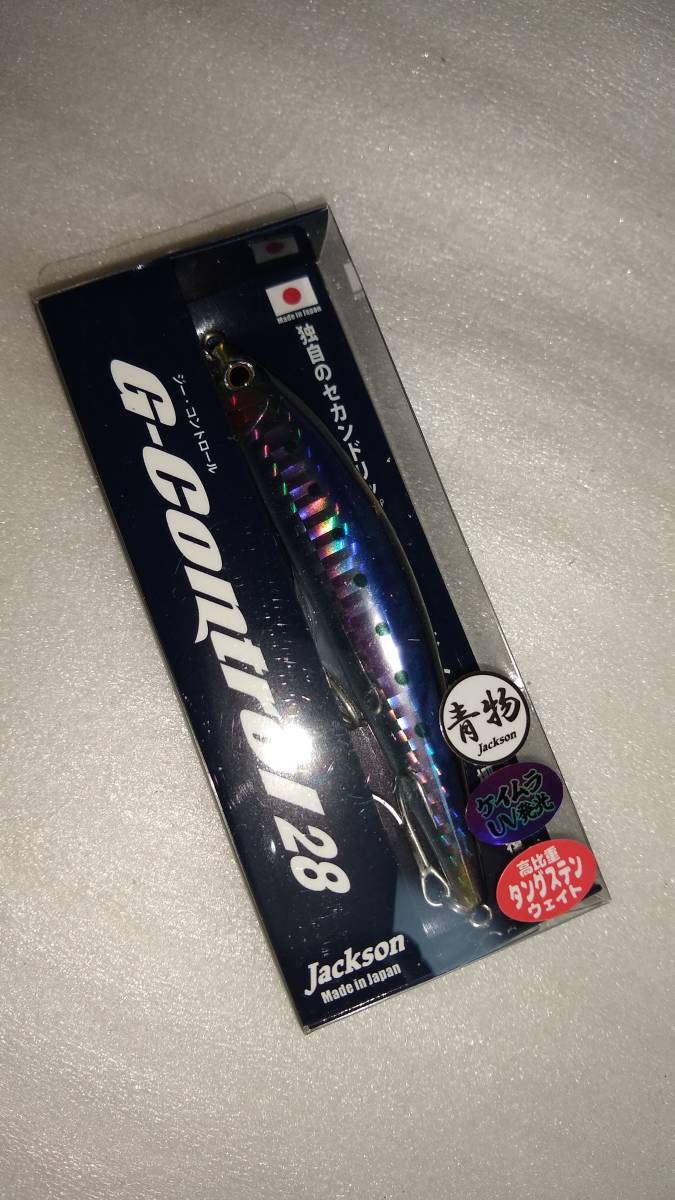 Made in Japan
独自のセカンドリッ
ジー・コントロール
G-Control 28
青物
Jackson
ケイムラ
UV発光
高比重
タングステン
ウェイト
Jackson
Made in Japan